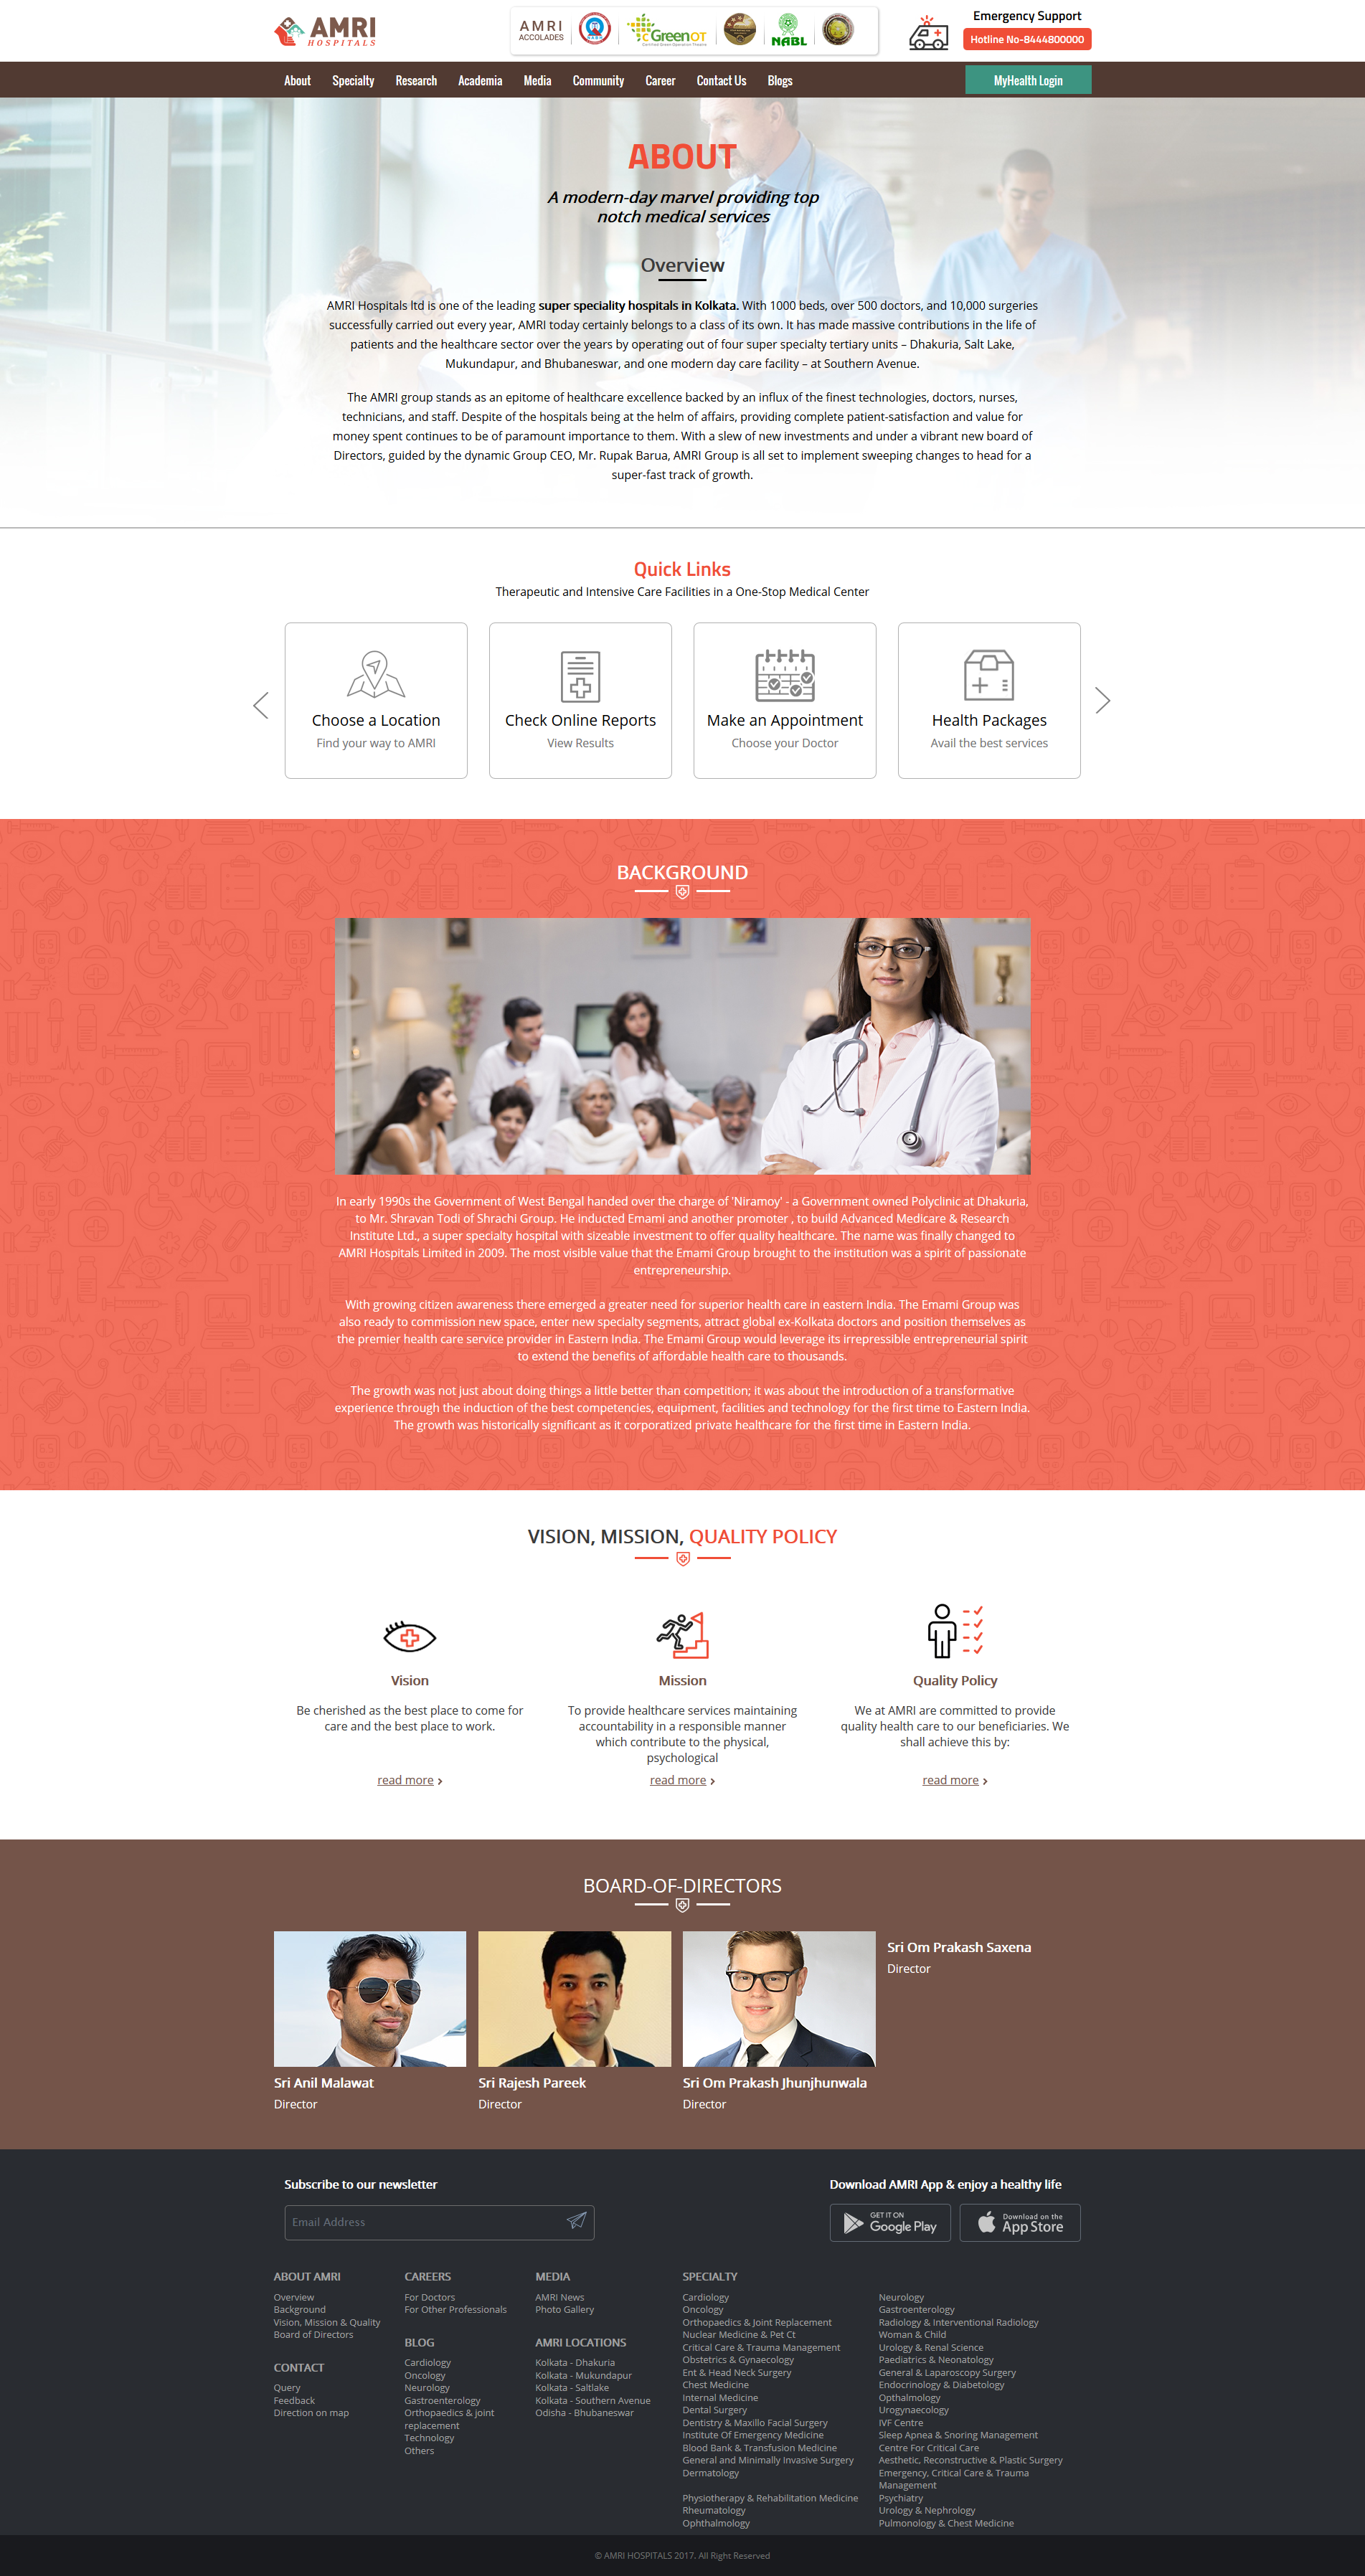 AMRI
HOSPITALS
AMRI
ACCOLADES
GreenOT
Certified Green Operation Theatre
NABL
Emergency Support
Hotline No-8444800000
About Specialty Research Academia Media Community Career Contact Us Blogs
MyHealth Login
ABOUT
A modern-day marvel providing top
notch medical services
Overview
AMRI Hospitals ltd is one of the leading super speciality hospitals in Kolkata. With 1000 beds, over 500 doctors, and 10,000 surgeries
successfully carried out every year, AMRI today certainly belongs to a class of its own. It has made massive contributions in the life of
patients and the healthcare sector over the years by operating out of four super specialty tertiary units – Dhakuria, Salt Lake,
Mukundapur, and Bhubaneswar, and one modern day care facility – at Southern Avenue.
The AMRI group stands as an epitome of healthcare excellence backed by an influx of the finest technologies, doctors, nurses,
technicians, and staff. Despite of the hospitals being at the helm of affairs, providing complete patient-satisfaction and value for
money spent continues to be of paramount importance to them. With a slew of new investments and under a vibrant new board of
Directors, guided by the dynamic Group CEO, Mr. Rupak Barua, AMRI Group is all set to implement sweeping changes to head for a
super-fast track of growth.
Quick Links
Therapeutic and Intensive Care Facilities in a One-Stop Medical Center
Choose a Location
Find your way to AMRI
Check Online Reports
View Results
Make an Appointment
Choose your Doctor
Health Packages
Avail the best services
BACKGROUND
In early 1990s the Government of West Bengal handed over the charge of 'Niramoy' - a Government owned Polyclinic at Dhakuria,
to Mr. Shravan Todi of Shrachi Group. He inducted Emami and another promoter , to build Advanced Medicare & Research
Institute Ltd., a super specialty hospital with sizeable investment to offer quality healthcare. The name was finally changed to
AMRI Hospitals Limited in 2009. The most visible value that the Emami Group brought to the institution was a spirit of passionate
entrepreneurship.
With growing citizen awareness there emerged a greater need for superior health care in eastern India. The Emami Group was
also ready to commission new space, enter new specialty segments, attract global ex-Kolkata doctors and position themselves as
the premier health care service provider in Eastern India. The Emami Group would leverage its irrepressible entrepreneurial spirit
to extend the benefits of affordable health care to thousands.
The growth was not just about doing things a little better than competition; it was about the introduction of a transformative
experience through the induction of the best competencies, equipment, facilities and technology for the first time to Eastern India.
The growth was historically significant as it corporatized private healthcare for the first time in Eastern India.
VISION, MISSION, QUALITY POLICY
Vision
Be cherished as the best place to come for
care and the best place to work.
read more
Mission
To provide healthcare services maintaining
accountability in a responsible manner
which contribute to the physical,
psychological
read more
Quality Policy
We at AMRI are committed to provide
quality health care to our beneficiaries. We
shall achieve this by:
read more
BOARD-OF-DIRECTORS
Sri Anil Malawat
Director
Sri Rajesh Pareek
Director
Sri Om Prakash Jhunjhunwala
Director
Sri Om Prakash Saxena
Director
Subscribe to our newsletter
Email Address
Download AMRI App & enjoy a healthy life
GET IT ON
Google Play
Download on the
App Store
ABOUT AMRI
Overview
Background
Vision, Mission & Quality
Board of Directors
CONTACT
Query
Feedback
Direction on map
CAREERS
For Doctors
For Other Professionals
BLOG
Cardiology
Oncology
Neurology
Gastroenterology
Orthopaedics & joint
replacement
Technology
Others
MEDIA
AMRI News
Photo Gallery
AMRI LOCATIONS
Kolkata - Dhakuria
Kolkata - Mukundapur
Kolkata - Saltlake
Kolkata - Southern Avenue
Odisha - Bhubaneswar
SPECIALTY
Cardiology
Oncology
Orthopaedics & Joint Replacement
Nuclear Medicine & Pet Ct
Critical Care & Trauma Management
Obstetrics & Gynaecology
Ent & Head Neck Surgery
Chest Medicine
Internal Medicine
Dental Surgery
Dentistry & Maxillo Facial Surgery
Institute Of Emergency Medicine
Blood Bank & Transfusion Medicine
General and Minimally Invasive Surgery
Dermatology
Physiotherapy & Rehabilitation Medicine
Rheumatology
Ophthalmology
Neurology
Gastroenterology
Radiology & Interventional Radiology
Woman & Child
Urology & Renal Science
Paediatrics & Neonatology
General & Laparoscopy Surgery
Endocrinology & Diabetology
Opthalmology
Urogynaecology
IVF Centre
Sleep Apnea & Snoring Management
Centre For Critical Care
Aesthetic, Reconstructive & Plastic Surgery
Emergency, Critical Care & Trauma
Management
Psychiatry
Urology & Nephrology
Pulmonology & Chest Medicine
© AMRI HOSPITALS 2017. All Right Reserved